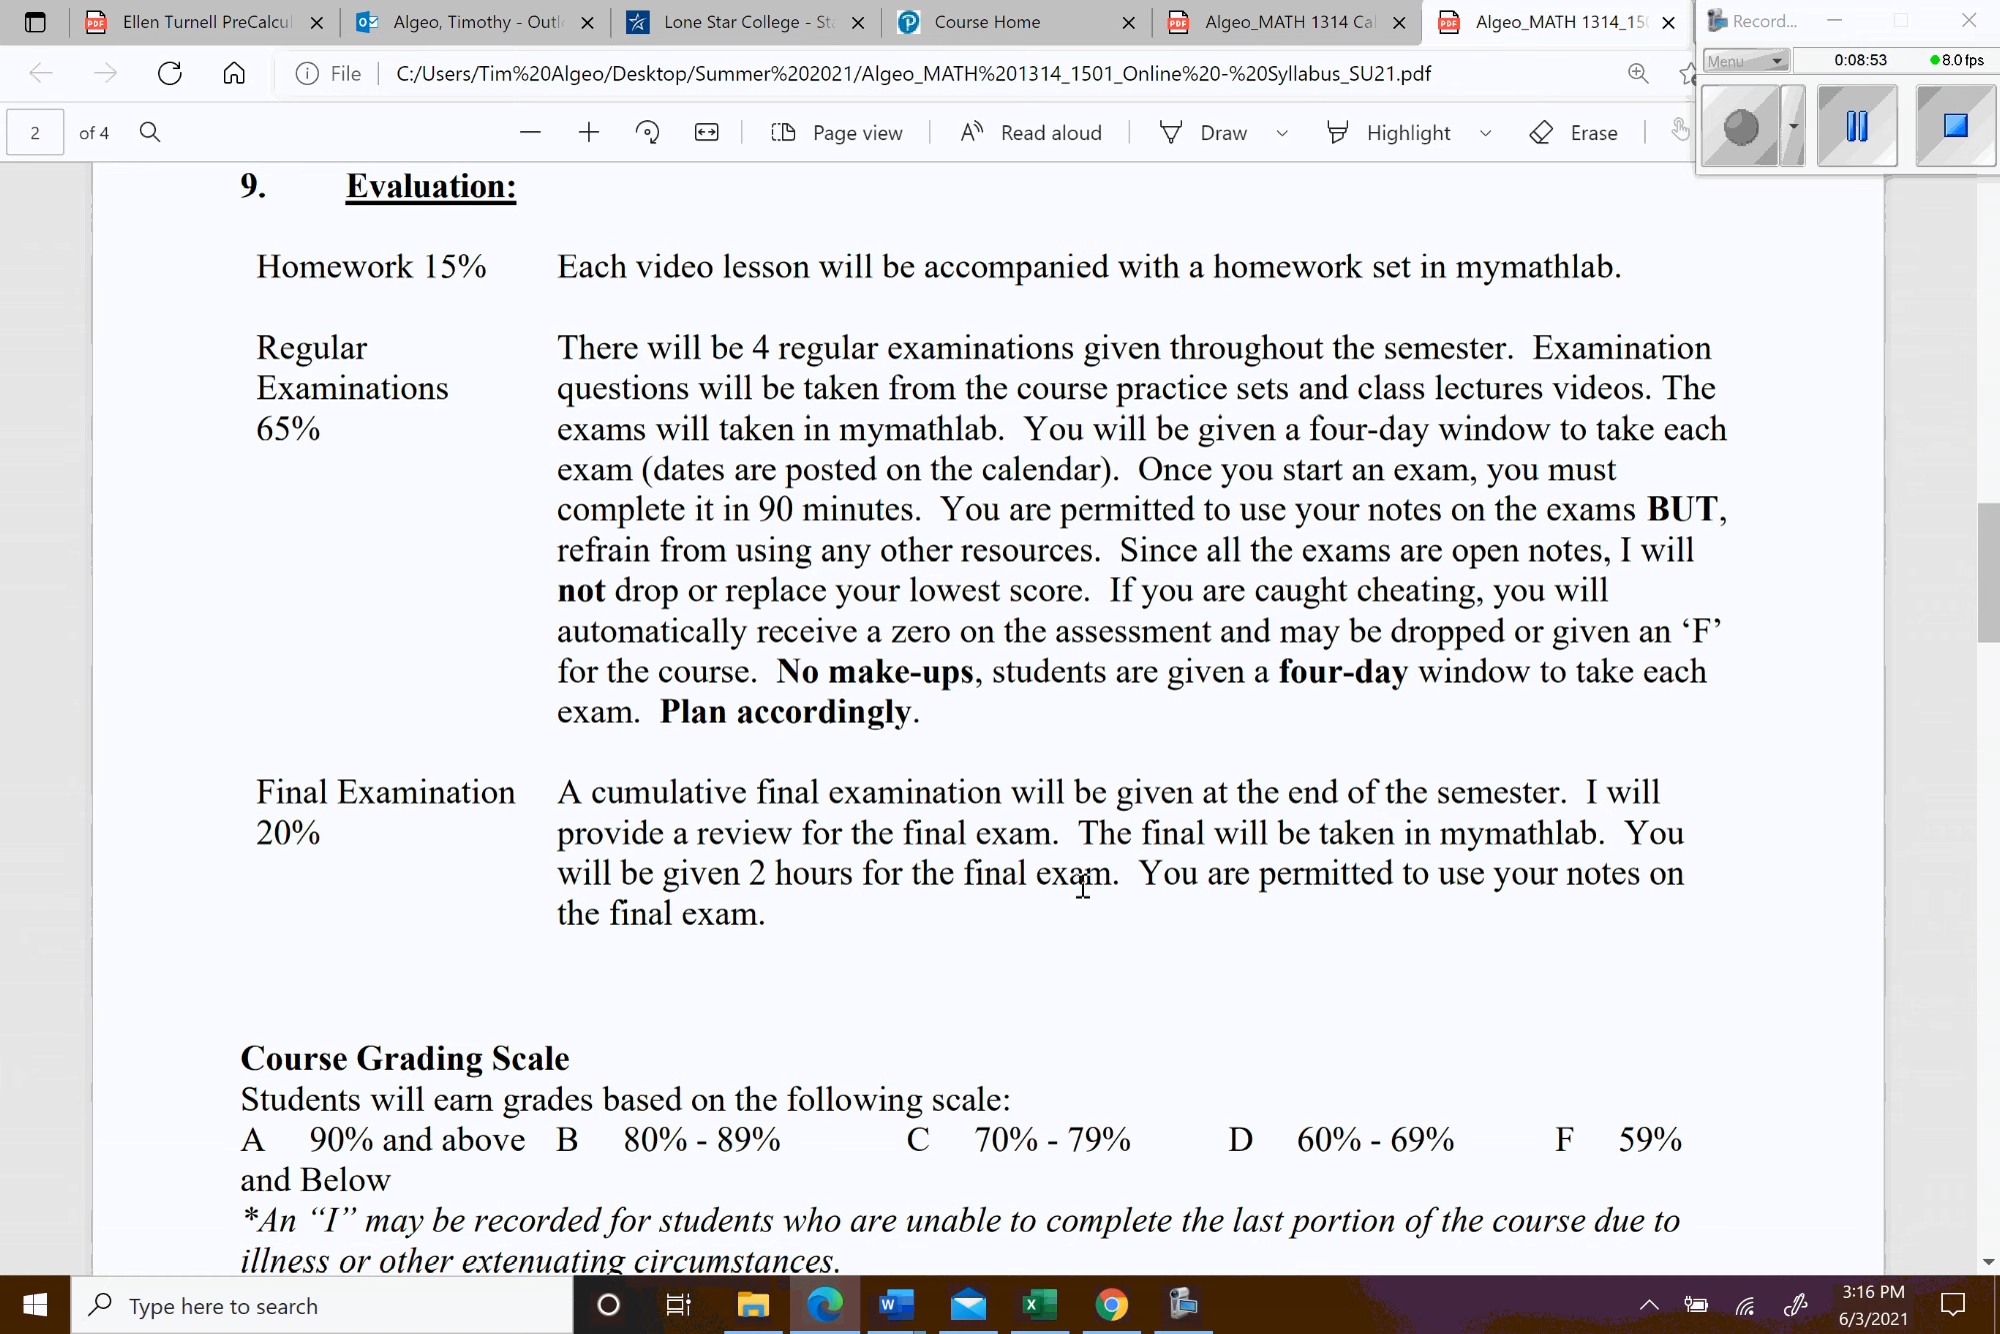 Ellen Turnell PreCalcul
Algeo, Timothy - Outl
Lone Star College - Sta
Course Home
Algeo_MATH 1314 Cal
Algeo_MATH 1314_150
Record...
File
C:/Users/Tim%20Algeo/Desktop/Summer%202021/Algeo_MATH%201314_1501_Online%20-%20Syllabus_SU21.pdf
Menu
0:08:53
8.0 fps
2 of 4
Page view
Read aloud
Draw
Highlight
Erase
9. Evaluation:
Homework 15% Each video lesson will be accompanied with a homework set in mymathlab.
Regular There will be 4 regular examinations given throughout the semester. Examination
Examinations questions will be taken from the course practice sets and class lectures videos. The
65% exams will taken in mymathlab. You will be given a four-day window to take each
exam (dates are posted on the calendar). Once you start an exam, you must
complete it in 90 minutes. You are permitted to use your notes on the exams BUT,
refrain from using any other resources. Since all the exams are open notes, I will
not drop or replace your lowest score. If you are caught cheating, you will
automatically receive a zero on the assessment and may be dropped or given an ‘F’
for the course. No make-ups, students are given a four-day window to take each
exam. Plan accordingly.
Final Examination A cumulative final examination will be given at the end of the semester. I will
20% provide a review for the final exam. The final will be taken in mymathlab. You
will be given 2 hours for the final exam. You are permitted to use your notes on
the final exam.
Course Grading Scale
Students will earn grades based on the following scale:
A 90% and above B 80% - 89% C 70% - 79% D 60% - 69% F 59%
and Below
*An “I” may be recorded for students who are unable to complete the last portion of the course due to
illness or other extenuating circumstances.
Type here to search
3:16 PM
6/3/2021